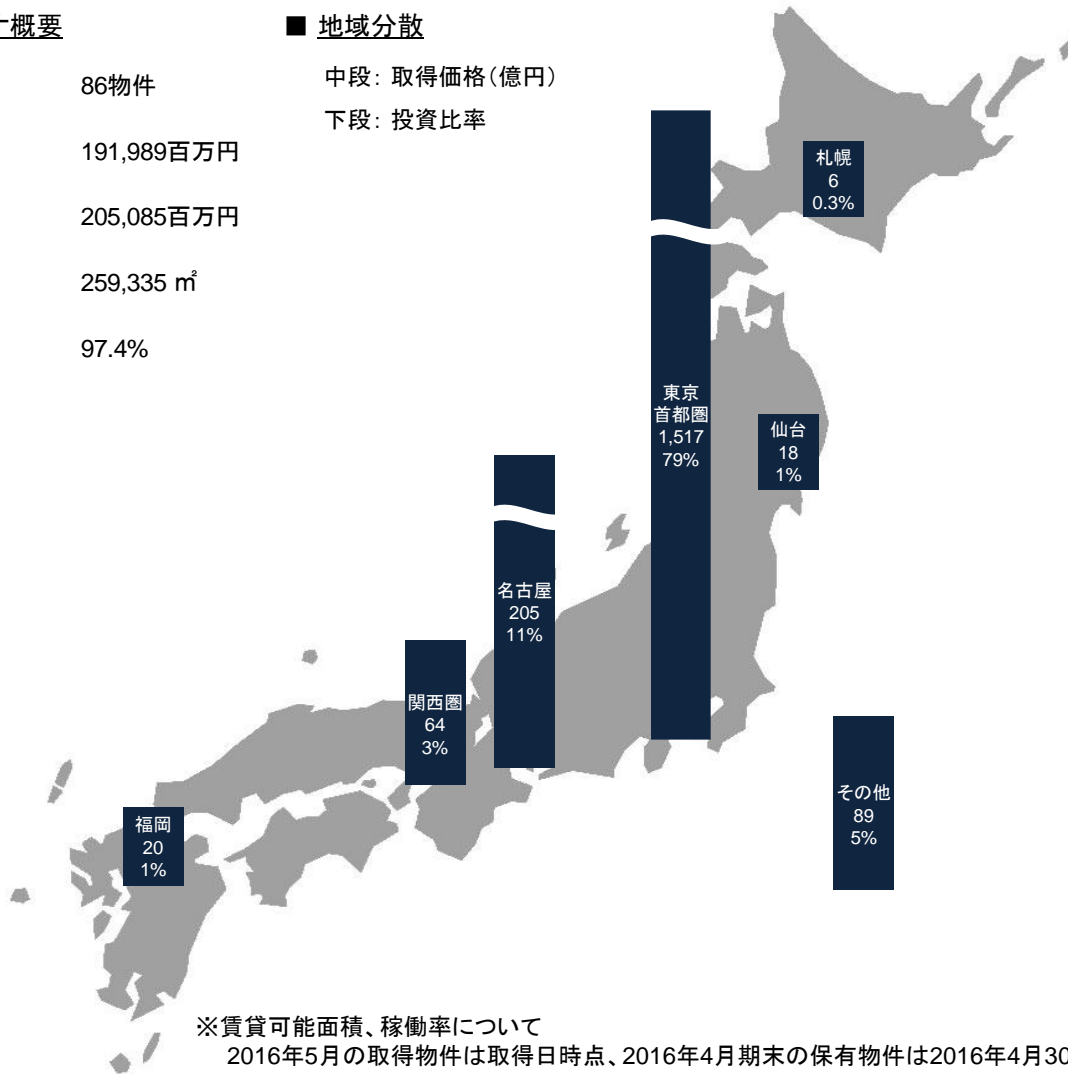 概要
■ 地域分散
中段: 取得価格(億円)
下段: 投資比率
86物件
191,989百万円
205,085百万円
259,335 ㎡
97.4%
札幌
6
0.3%
東京
首都圏
1,517
79%
仙台
18
1%
名古屋
205
11%
関西圏
64
3%
その他
89
5%
福岡
20
1%
※賃貸可能面積、稼働率について
2016年5月の取得物件は取得日時点、2016年4月期末の保有物件は2016年4月30